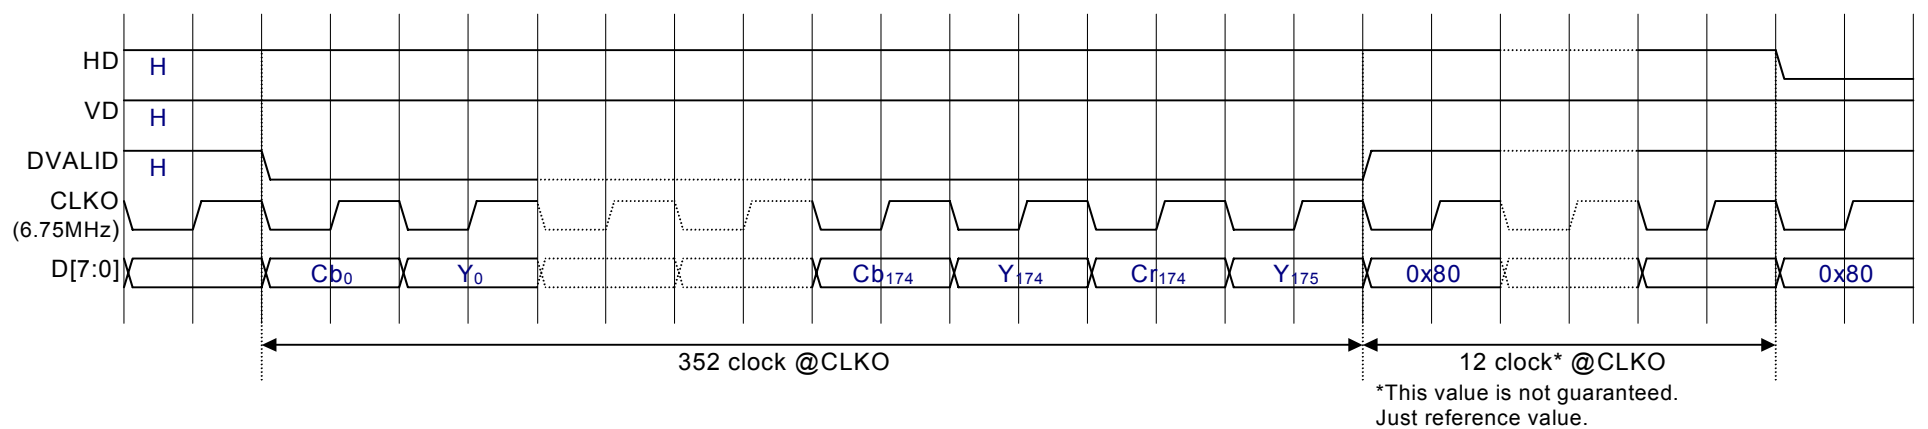 HD H
VD H
DVALID H
CLKO
(6.75MHz)
D[7:0] Cb₀ Y₀ Cb₁₇₄ Y₁₇₄ Cr₁₇₄ Y₁₇₅ 0x80 0x80
352 clock @CLKO 12 clock* @CLKO
*This value is not guaranteed.
Just reference value.